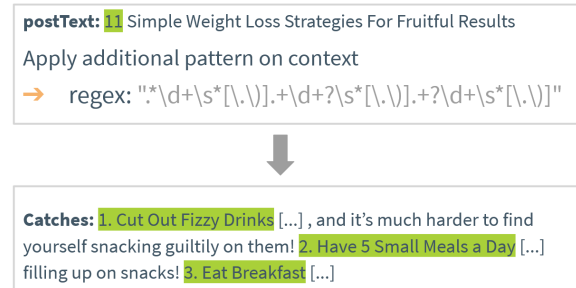 postText: 11 Simple Weight Loss Strategies For Fruitful Results
Apply additional pattern on context
➔ regex: ".*\d+\s*[\.\)].+\d+?\s*[\.\)].+?\d+\s*[\.\)]"
Catches: 1. Cut Out Fizzy Drinks [...] , and it's much harder to find
yourself snacking guiltily on them! 2. Have 5 Small Meals a Day [...]
filling up on snacks! 3. Eat Breakfast [...]